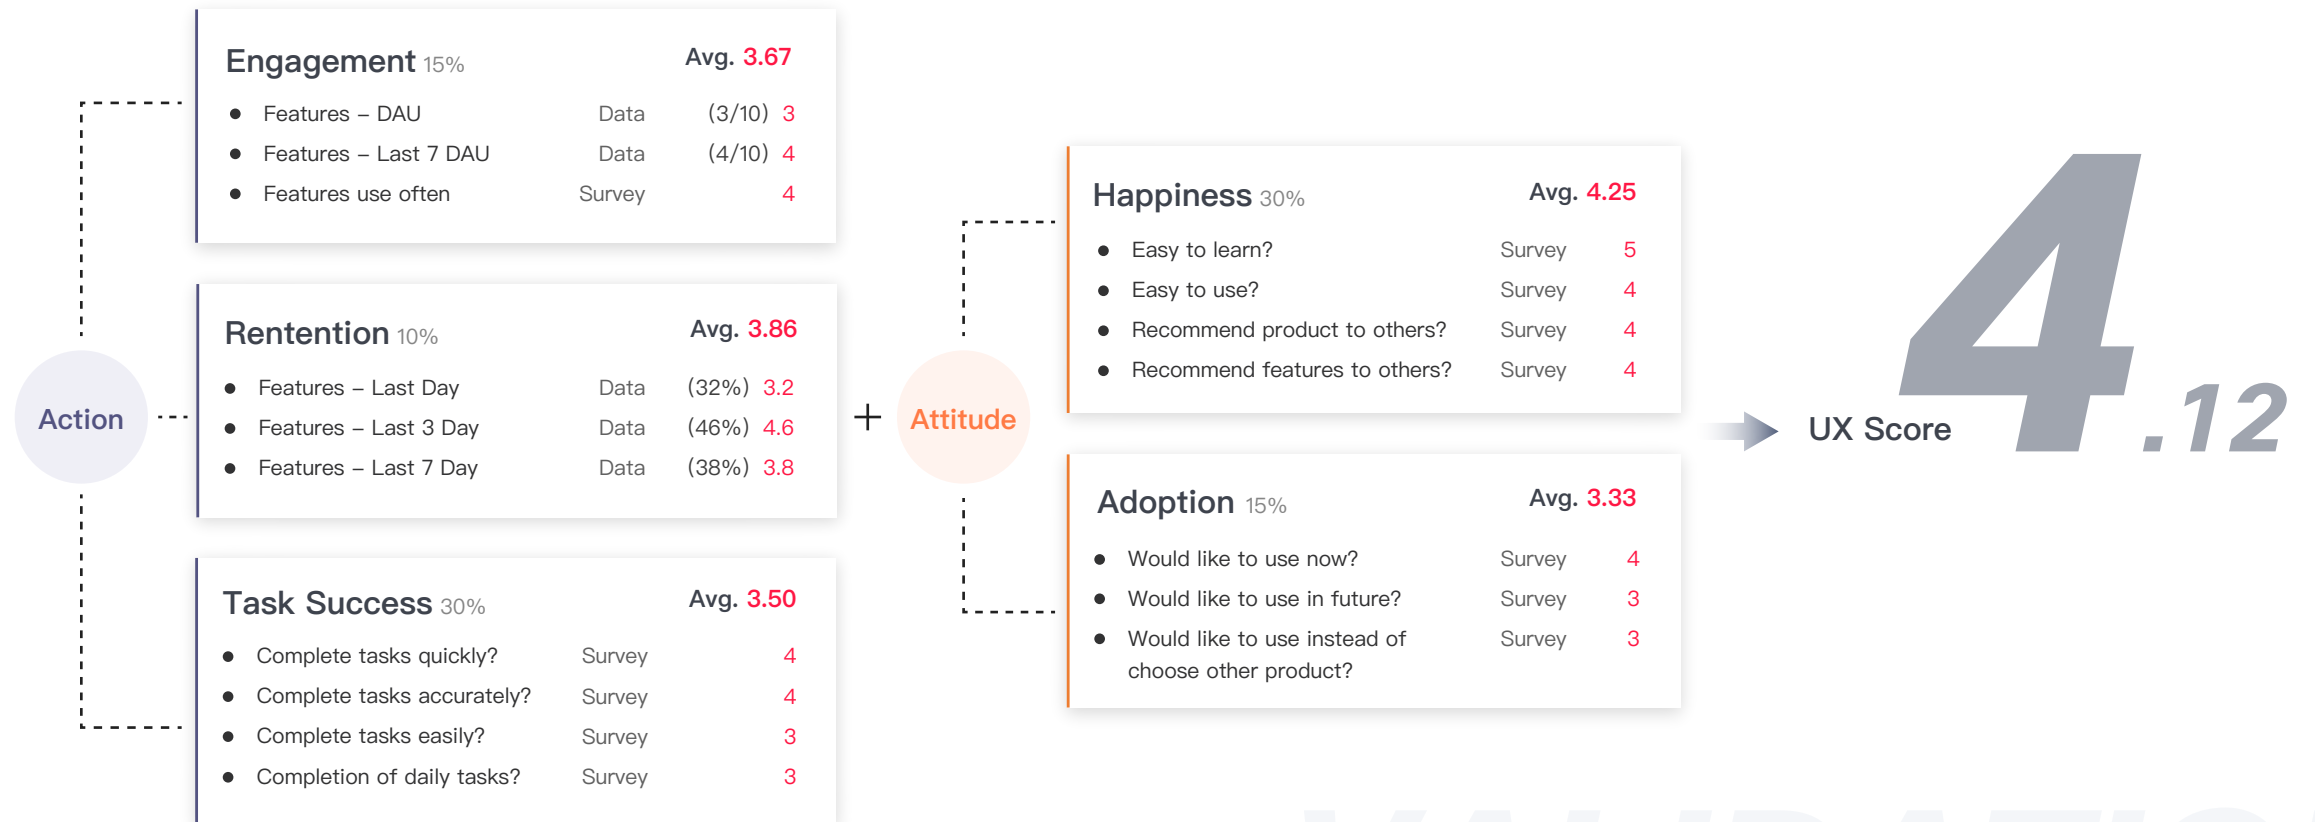 Engagement 15% Avg. 3.67
Features – DAU Data (3/10) 3
Features – Last 7 DAU Data (4/10) 4
Features use often Survey 4
Rentention 10% Avg. 3.86
Features – Last Day Data (32%) 3.2
Features – Last 3 Day Data (46%) 4.6
Features – Last 7 Day Data (38%) 3.8
Task Success 30% Avg. 3.50
Complete tasks quickly? Survey 4
Complete tasks accurately? Survey 4
Complete tasks easily? Survey 3
Completion of daily tasks? Survey 3
Action
+
Attitude
Happiness 30% Avg. 4.25
Easy to learn? Survey 5
Easy to use? Survey 4
Recommend product to others? Survey 4
Recommend features to others? Survey 4
Adoption 15% Avg. 3.33
Would like to use now? Survey 4
Would like to use in future? Survey 3
Would like to use instead of Survey 3
choose other product?
UX Score 4.12